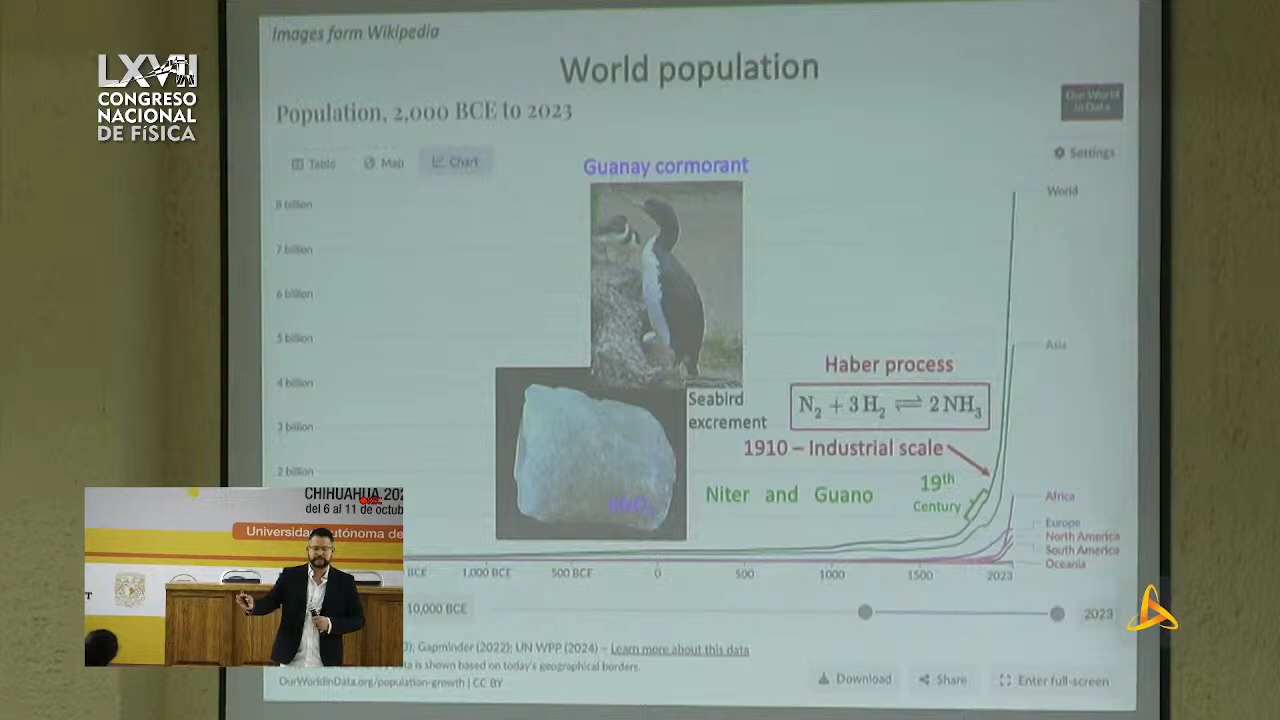 Images form Wikipedia
LXVII
CONGRESO
NACIONAL
DE FÍSICA
World population
Population, 2,000 BCE to 2023
Our World
in Data
Table
Map
Chart
Settings
Guanay cormorant
World
8 billion
7 billion
6 billion
5 billion
4 billion
3 billion
2 billion
Asia
Haber process
N₂ + 3 H₂ ⇌ 2 NH₃
Seabird
excrement
1910 – Industrial scale
19th
Century
Niter and Guano
Africa
Europe
North America
South America
Oceania
BCE
1,000 BCE
500 BCE
0
500
1000
1500
2023
10,000 BCE
2023
Gapminder (2022); UN WPP (2024) – Learn more about this data
is shown based on today's geographical borders.
OurWorldinData.org/population-growth | CC BY
Download
Share
Enter full-screen
CHIHUAHUA, 202
del 6 al 11 de octub
Universidad Autónoma de